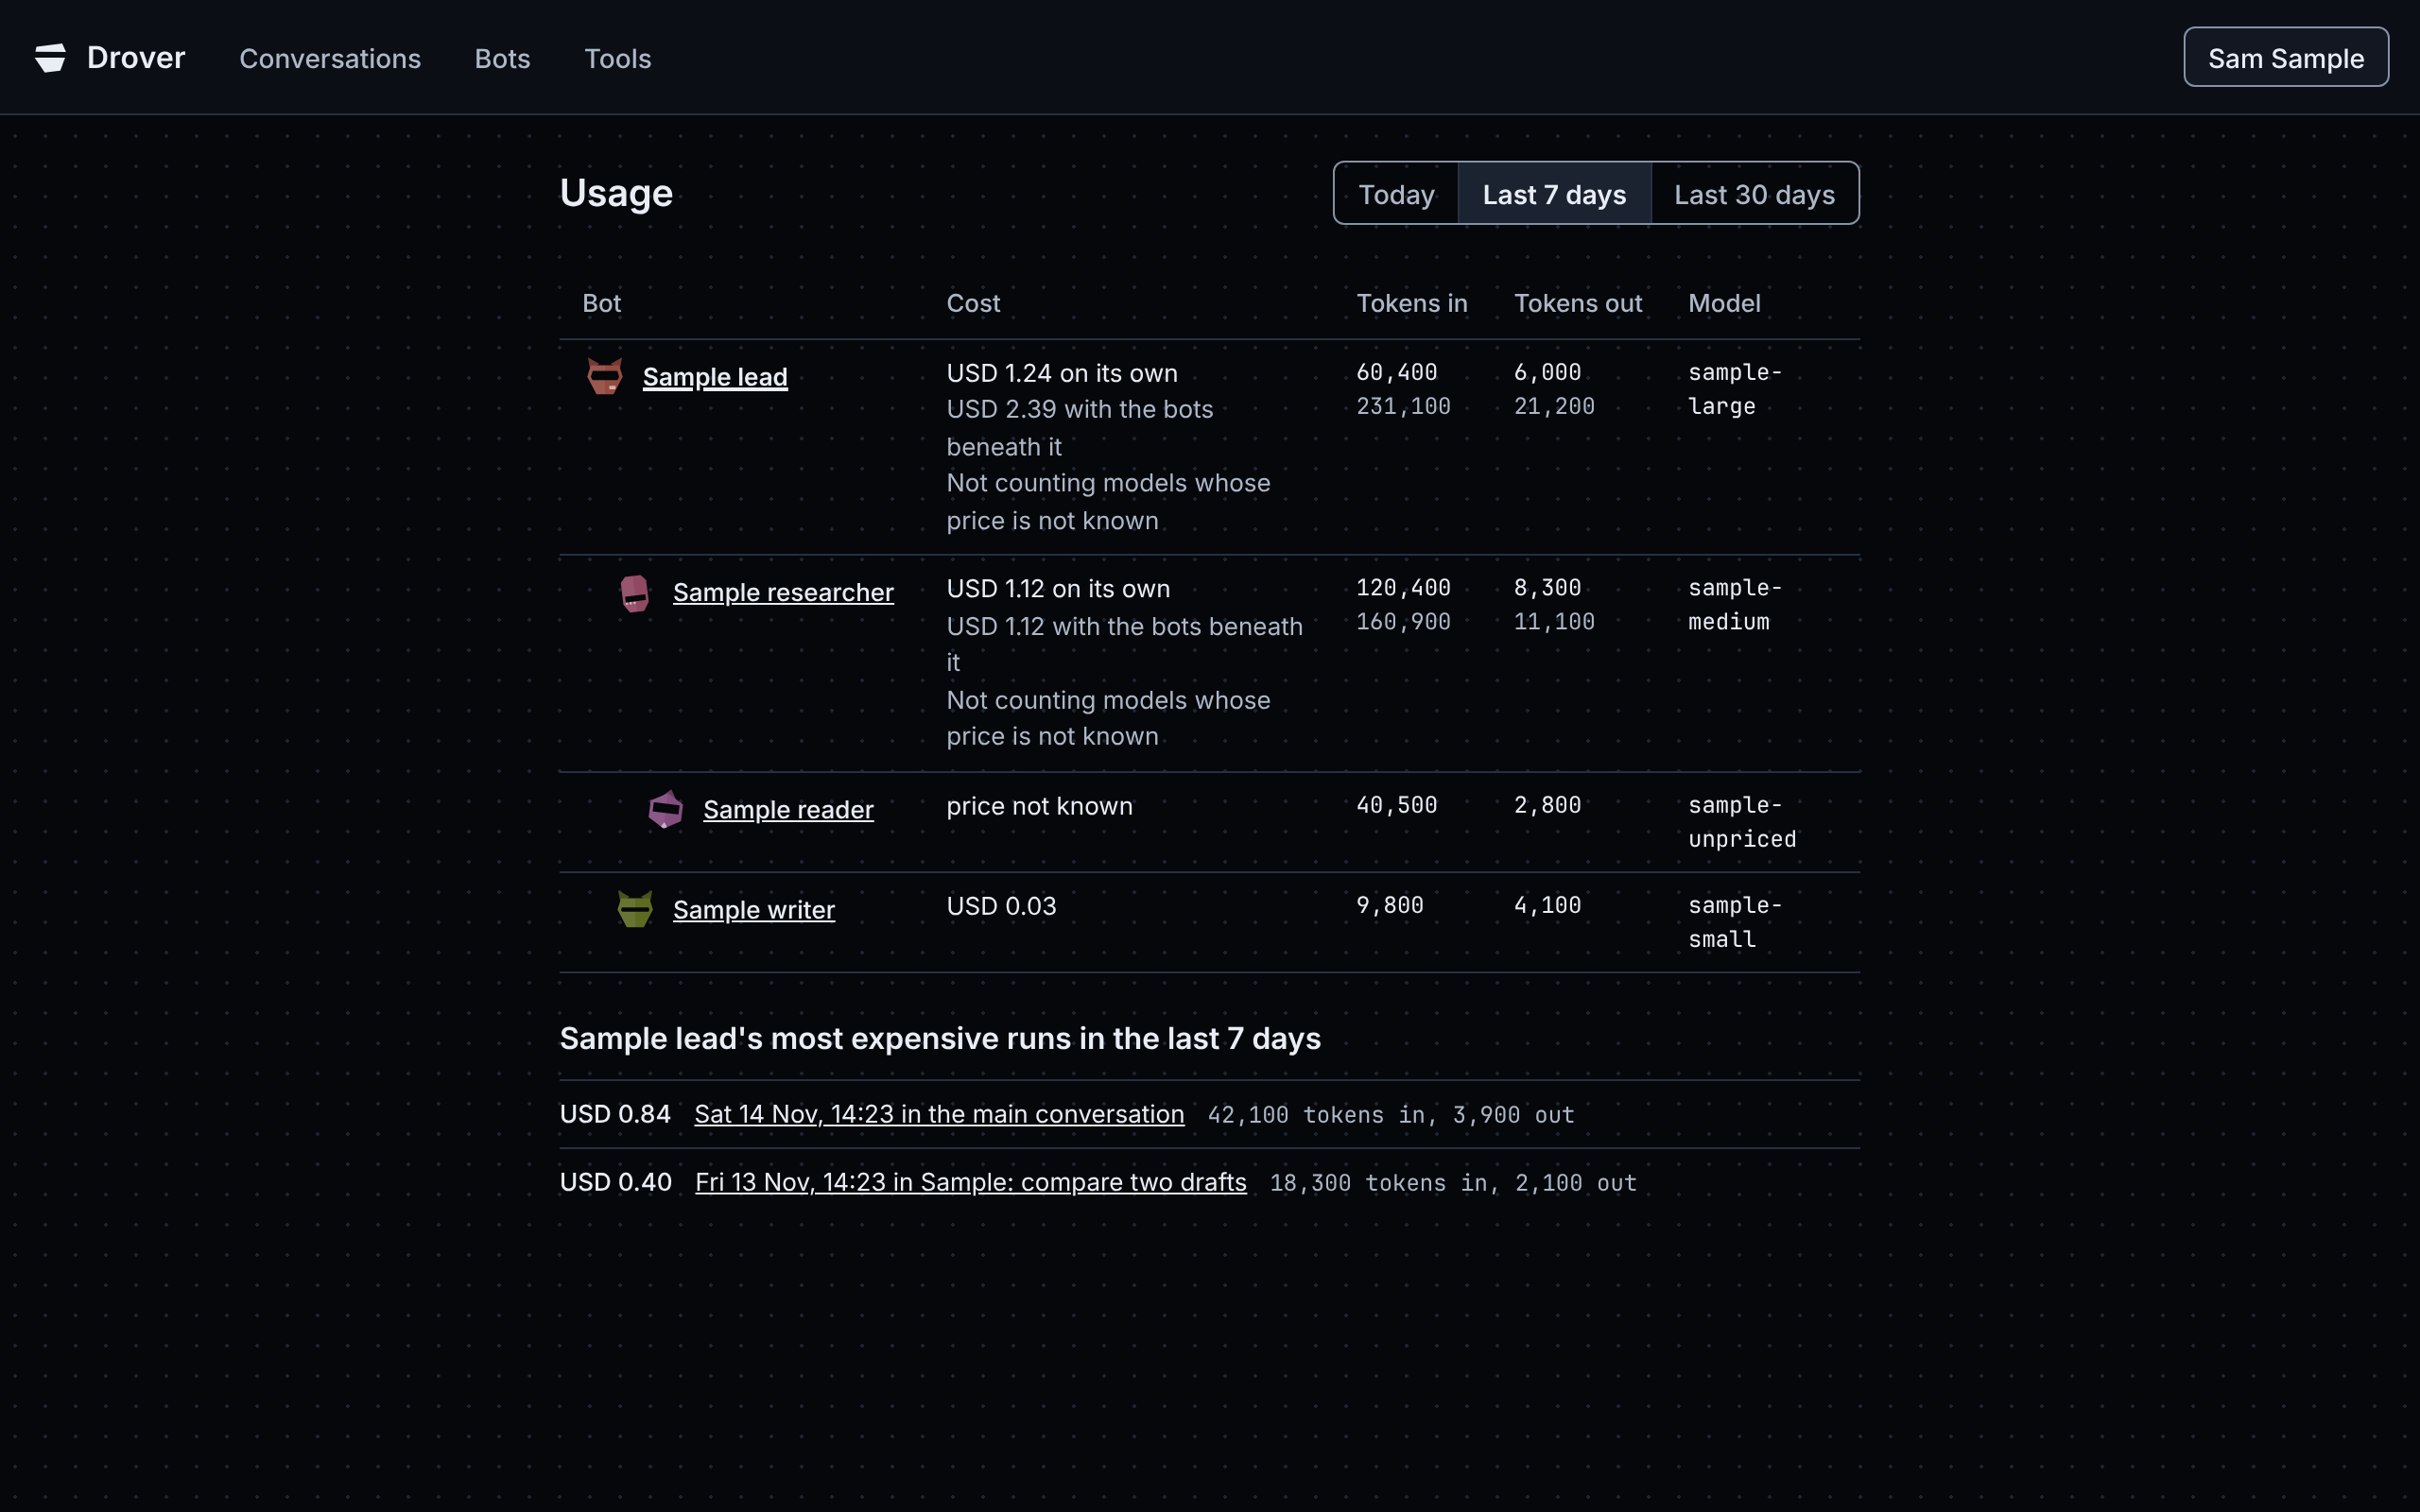 Drover Conversations Bots Tools Sam Sample
Usage Today Last 7 days Last 30 days
Bot Cost Tokens in Tokens out Model
Sample lead USD 1.24 on its own 60,400 6,000 sample-
USD 2.39 with the bots 231,100 21,200 large
beneath it
Not counting models whose
price is not known
Sample researcher USD 1.12 on its own 120,400 8,300 sample-
USD 1.12 with the bots beneath 160,900 11,100 medium
it
Not counting models whose
price is not known
Sample reader price not known 40,500 2,800 sample-
unpriced
Sample writer USD 0.03 9,800 4,100 sample-
small
Sample lead's most expensive runs in the last 7 days
USD 0.84 Sat 14 Nov, 14:23 in the main conversation 42,100 tokens in, 3,900 out
USD 0.40 Fri 13 Nov, 14:23 in Sample: compare two drafts 18,300 tokens in, 2,100 out